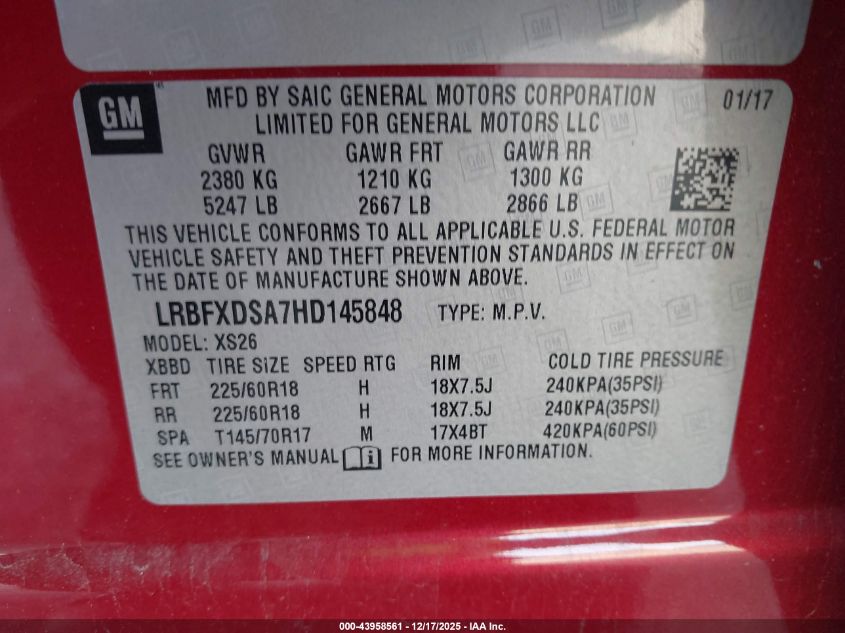 GM
MFD BY SAIC GENERAL MOTORS CORPORATION 01/17
LIMITED FOR GENERAL MOTORS LLC
GVWR GAWR FRT GAWR RR
2380 KG 1210 KG 1300 KG
5247 LB 2667 LB 2866 LB
THIS VEHICLE CONFORMS TO ALL APPLICABLE U.S. FEDERAL MOTOR
VEHICLE SAFETY AND THEFT PREVENTION STANDARDS IN EFFECT ON
THE DATE OF MANUFACTURE SHOWN ABOVE.
LRBFXDSA7HD145848 TYPE: M.P.V.
MODEL: XS26
XBBD TIRE SIZE SPEED RTG RIM COLD TIRE PRESSURE
FRT 225/60R18 H 18X7.5J 240KPA(35PSI)
RR 225/60R18 H 18X7.5J 240KPA(35PSI)
SPA T145/70R17 M 17X4BT 420KPA(60PSI)
SEE OWNER'S MANUAL i FOR MORE INFORMATION.
000-43958561 - 12/17/2025 - IAA Inc.